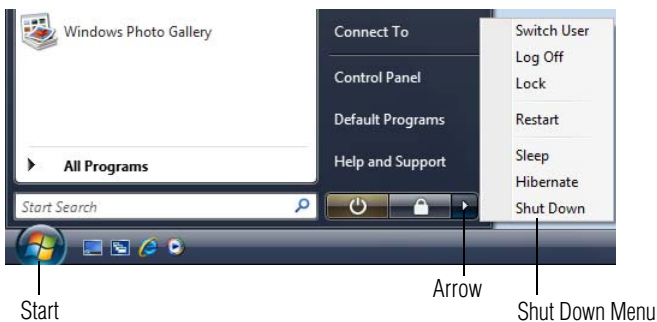 Windows Photo Gallery
All Programs
Start Search
Connect To
Control Panel
Default Programs
Help and Support
Switch User
Log Off
Lock
Restart
Sleep
Hibernate
Shut Down
Start
Arrow
Shut Down Menu